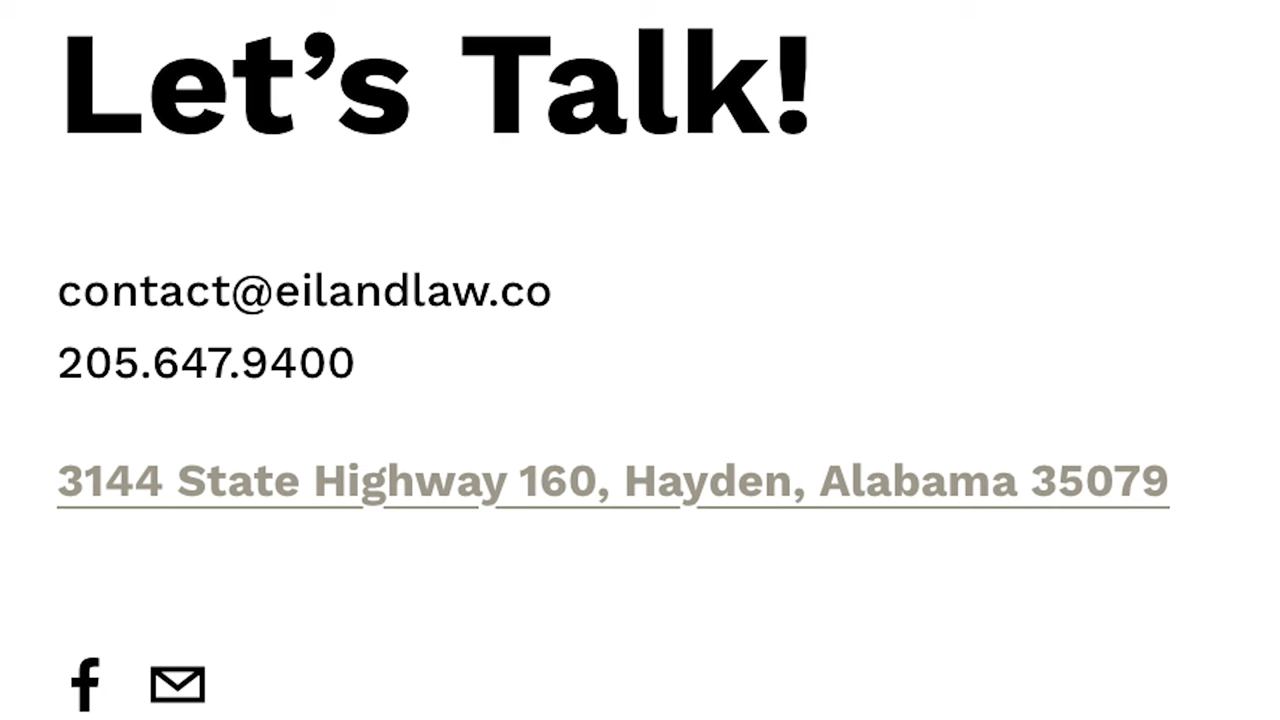 Let’s Talk!
contact@eilandlaw.co
205.647.9400
3144 State Highway 160, Hayden, Alabama 35079